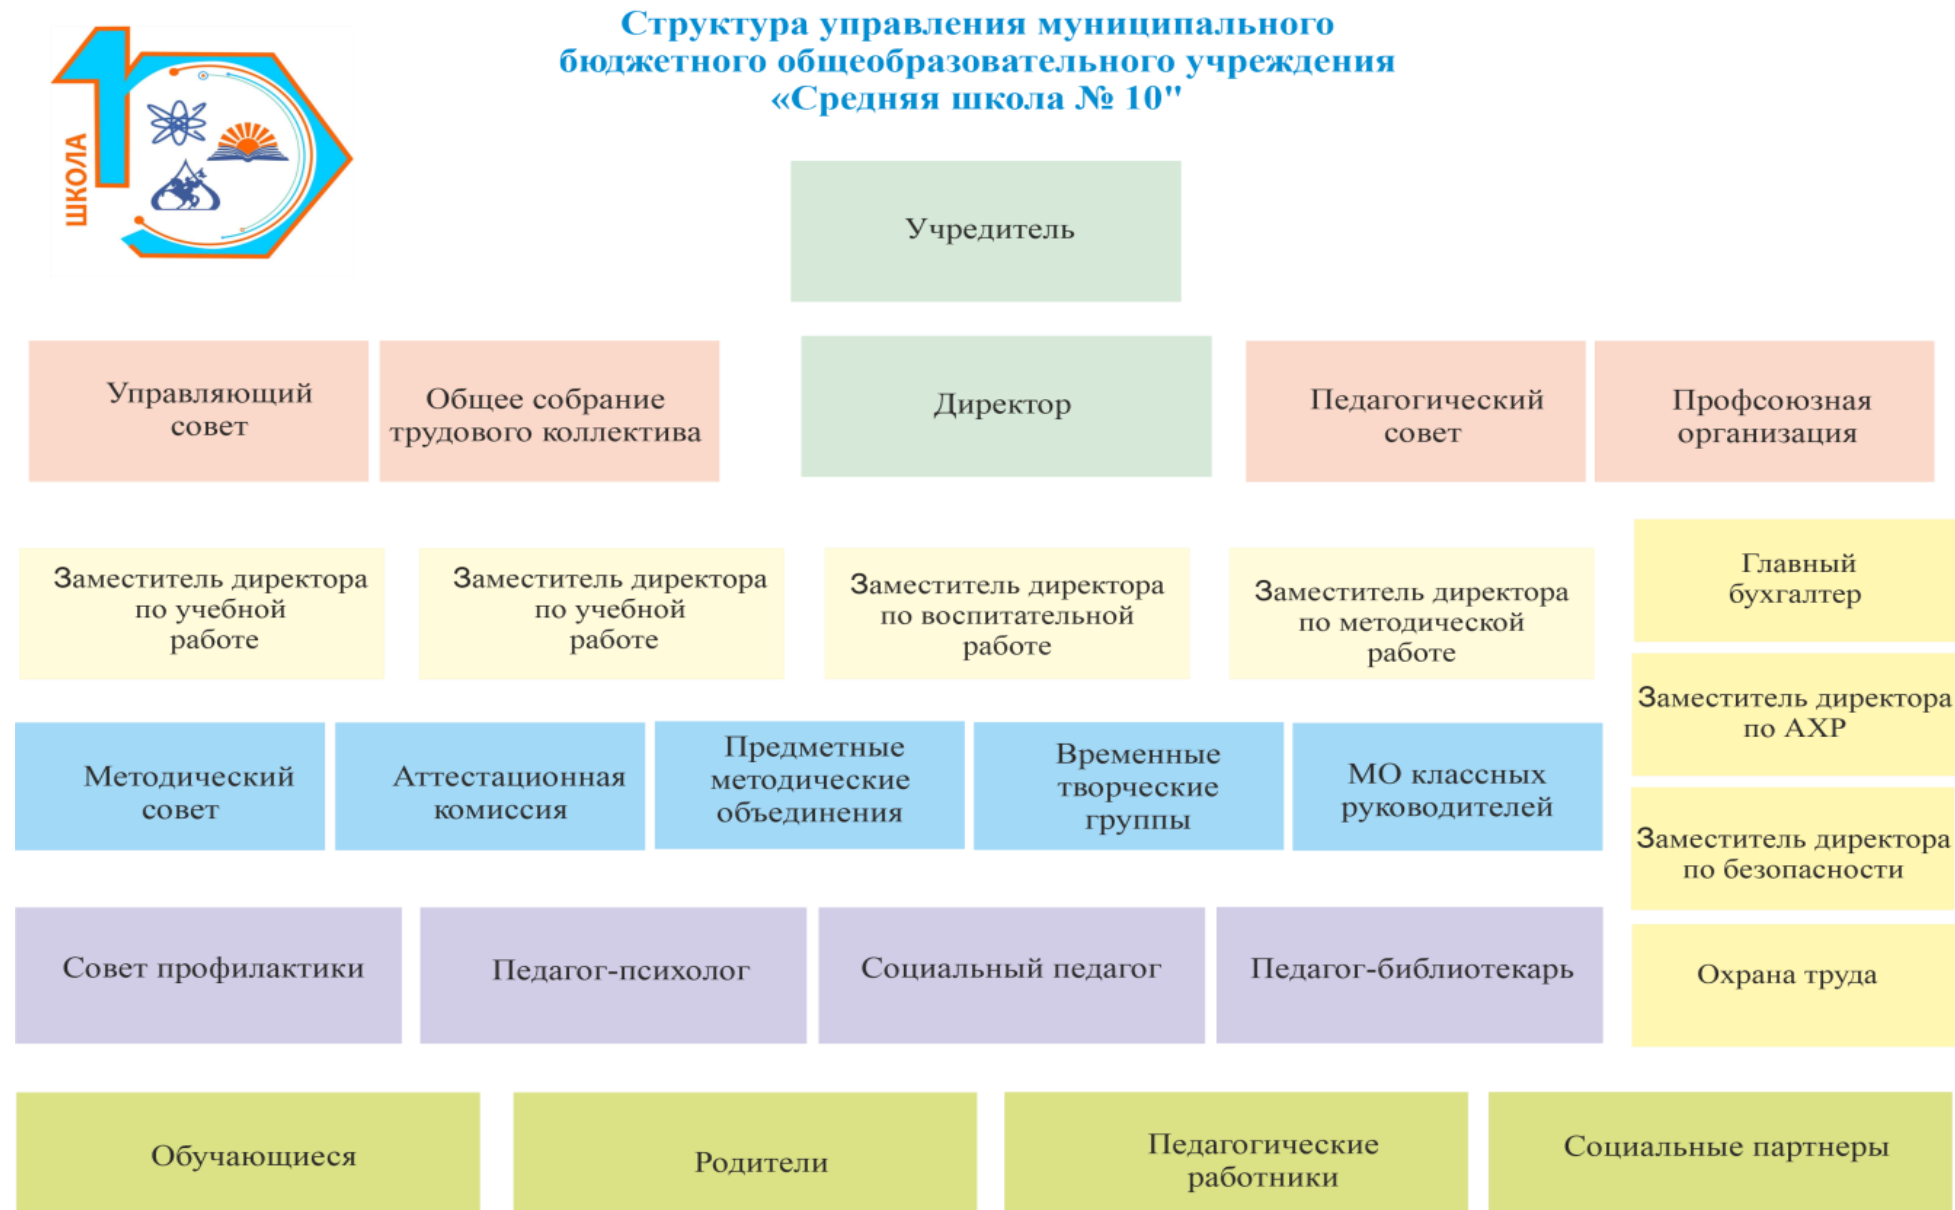 Структура управления муниципального
бюджетного общеобразовательного учреждения
«Средняя школа № 10"
ШКОЛА
10
Учредитель
Управляющий
совет
Общее собрание
трудового коллектива
Директор
Педагогический
совет
Профсоюзная
организация
Заместитель директора
по учебной
работе
Заместитель директора
по учебной
работе
Заместитель директора
по воспитательной
работе
Заместитель директора
по методической
работе
Главный
бухгалтер
Заместитель директора
по АХР
Заместитель директора
по безопасности
Охрана труда
Методический
совет
Аттестационная
комиссия
Предметные
методические
объединения
Временные
творческие
группы
МО классных
руководителей
Совет профилактики
Педагог-психолог
Социальный педагог
Педагог-библиотекарь
Обучающиеся
Родители
Педагогические
работники
Социальные партнеры